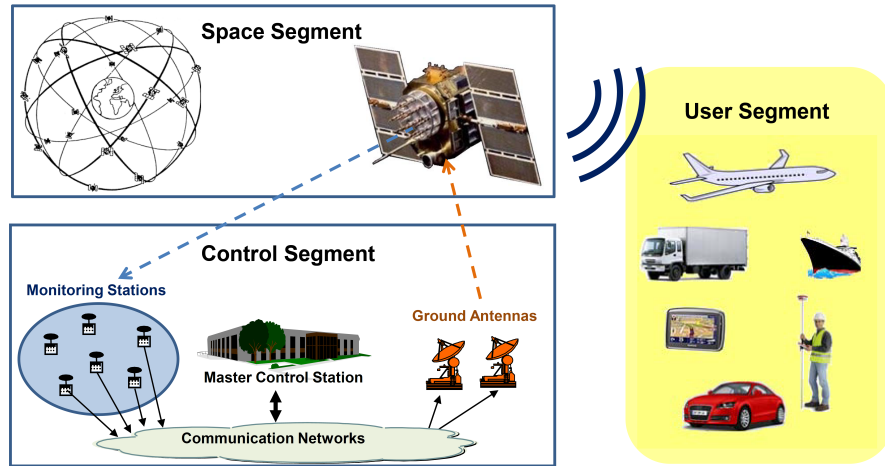 Space Segment
User Segment
Control Segment
Monitoring Stations
Ground Antennas
Master Control Station
Communication Networks